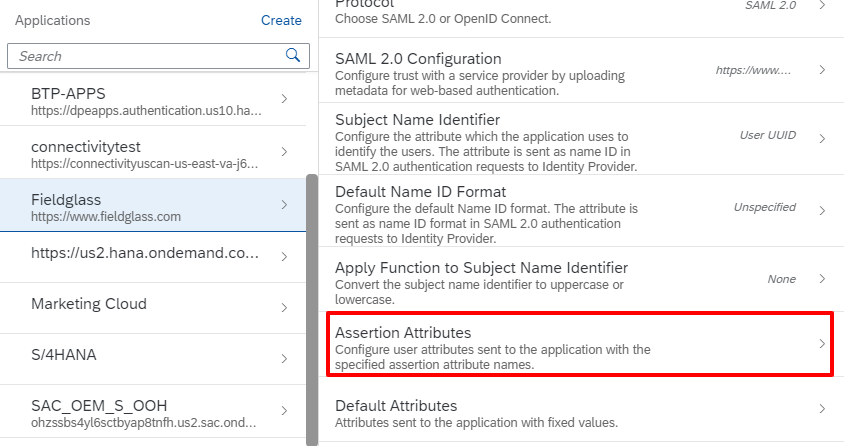 Applications
Create
Search
BTP-APPS
https://dpeapps.authentication.us10.ha...
connectivitytest
https://connectivityuscan-us-east-va-j6...
Fieldglass
https://www.fieldglass.com
https://us2.hana.ondemand.co...
Marketing Cloud
S/4HANA
SAC_OEM_S_OOH
ohzssbs4yl6sctbyap8tnfh.us2.sac.ond...
Protocol
Choose SAML 2.0 or OpenID Connect.
SAML 2.0
SAML 2.0 Configuration
Configure trust with a service provider by uploading
metadata for web-based authentication.
https://www....
Subject Name Identifier
Configure the attribute which the application uses to
identify the users. The attribute is sent as name ID in
SAML 2.0 authentication requests to Identity Provider.
User UUID
Default Name ID Format
Configure the default Name ID format. The attribute is
sent as name ID format in SAML 2.0 authentication
requests to Identity Provider.
Unspecified
Apply Function to Subject Name Identifier
Convert the subject name identifier to uppercase or
lowercase.
None
Assertion Attributes
Configure user attributes sent to the application with the
specified assertion attribute names.
Default Attributes
Attributes sent to the application with fixed values.